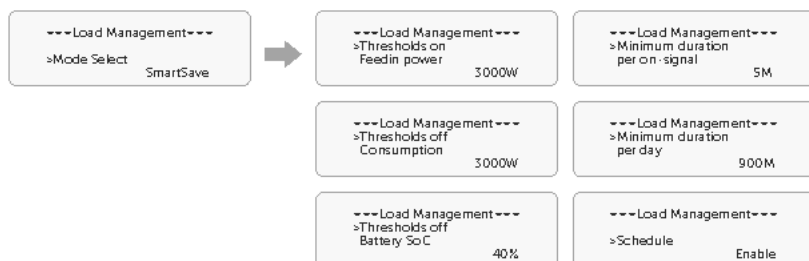 ---Load Management---
>Mode Select
SmartSave
---Load Management---
>Thresholds on
Feedin power
3000W
---Load Management---
>Minimum duration
per on-signal
5M
---Load Management---
>Thresholds off
Consumption
3000W
---Load Management---
>Minimum duration
per day
900M
---Load Management---
>Thresholds off
Battery SoC
40%
---Load Management---
>Schedule
Enable